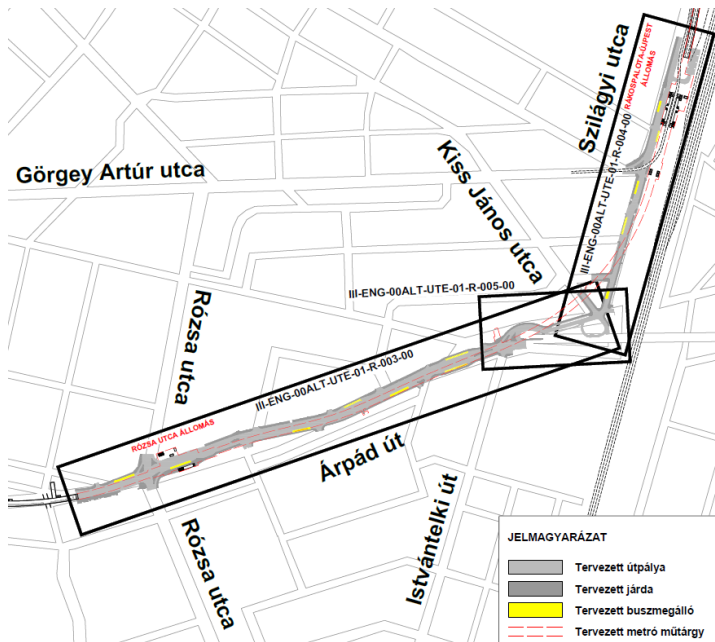 Szilágyi utca
RÁKOSPALOTA-ÚJPEST
ÁLLOMÁS
III-ENG-00ALT-UTE-01-R-004-00
Kiss János utca
Görgey Artúr utca
III-ENG-00ALT-UTE-01-R-005-00
Rózsa utca
III-ENG-00ALT-UTE-01-R-003-00
RÓZSA UTCA ÁLLOMÁS
Árpád út
Rózsa utca
Istvántelki út
JELMAGYARÁZAT
Tervezett útpálya
Tervezett járda
Tervezett buszmegálló
Tervezett metró műtárgy